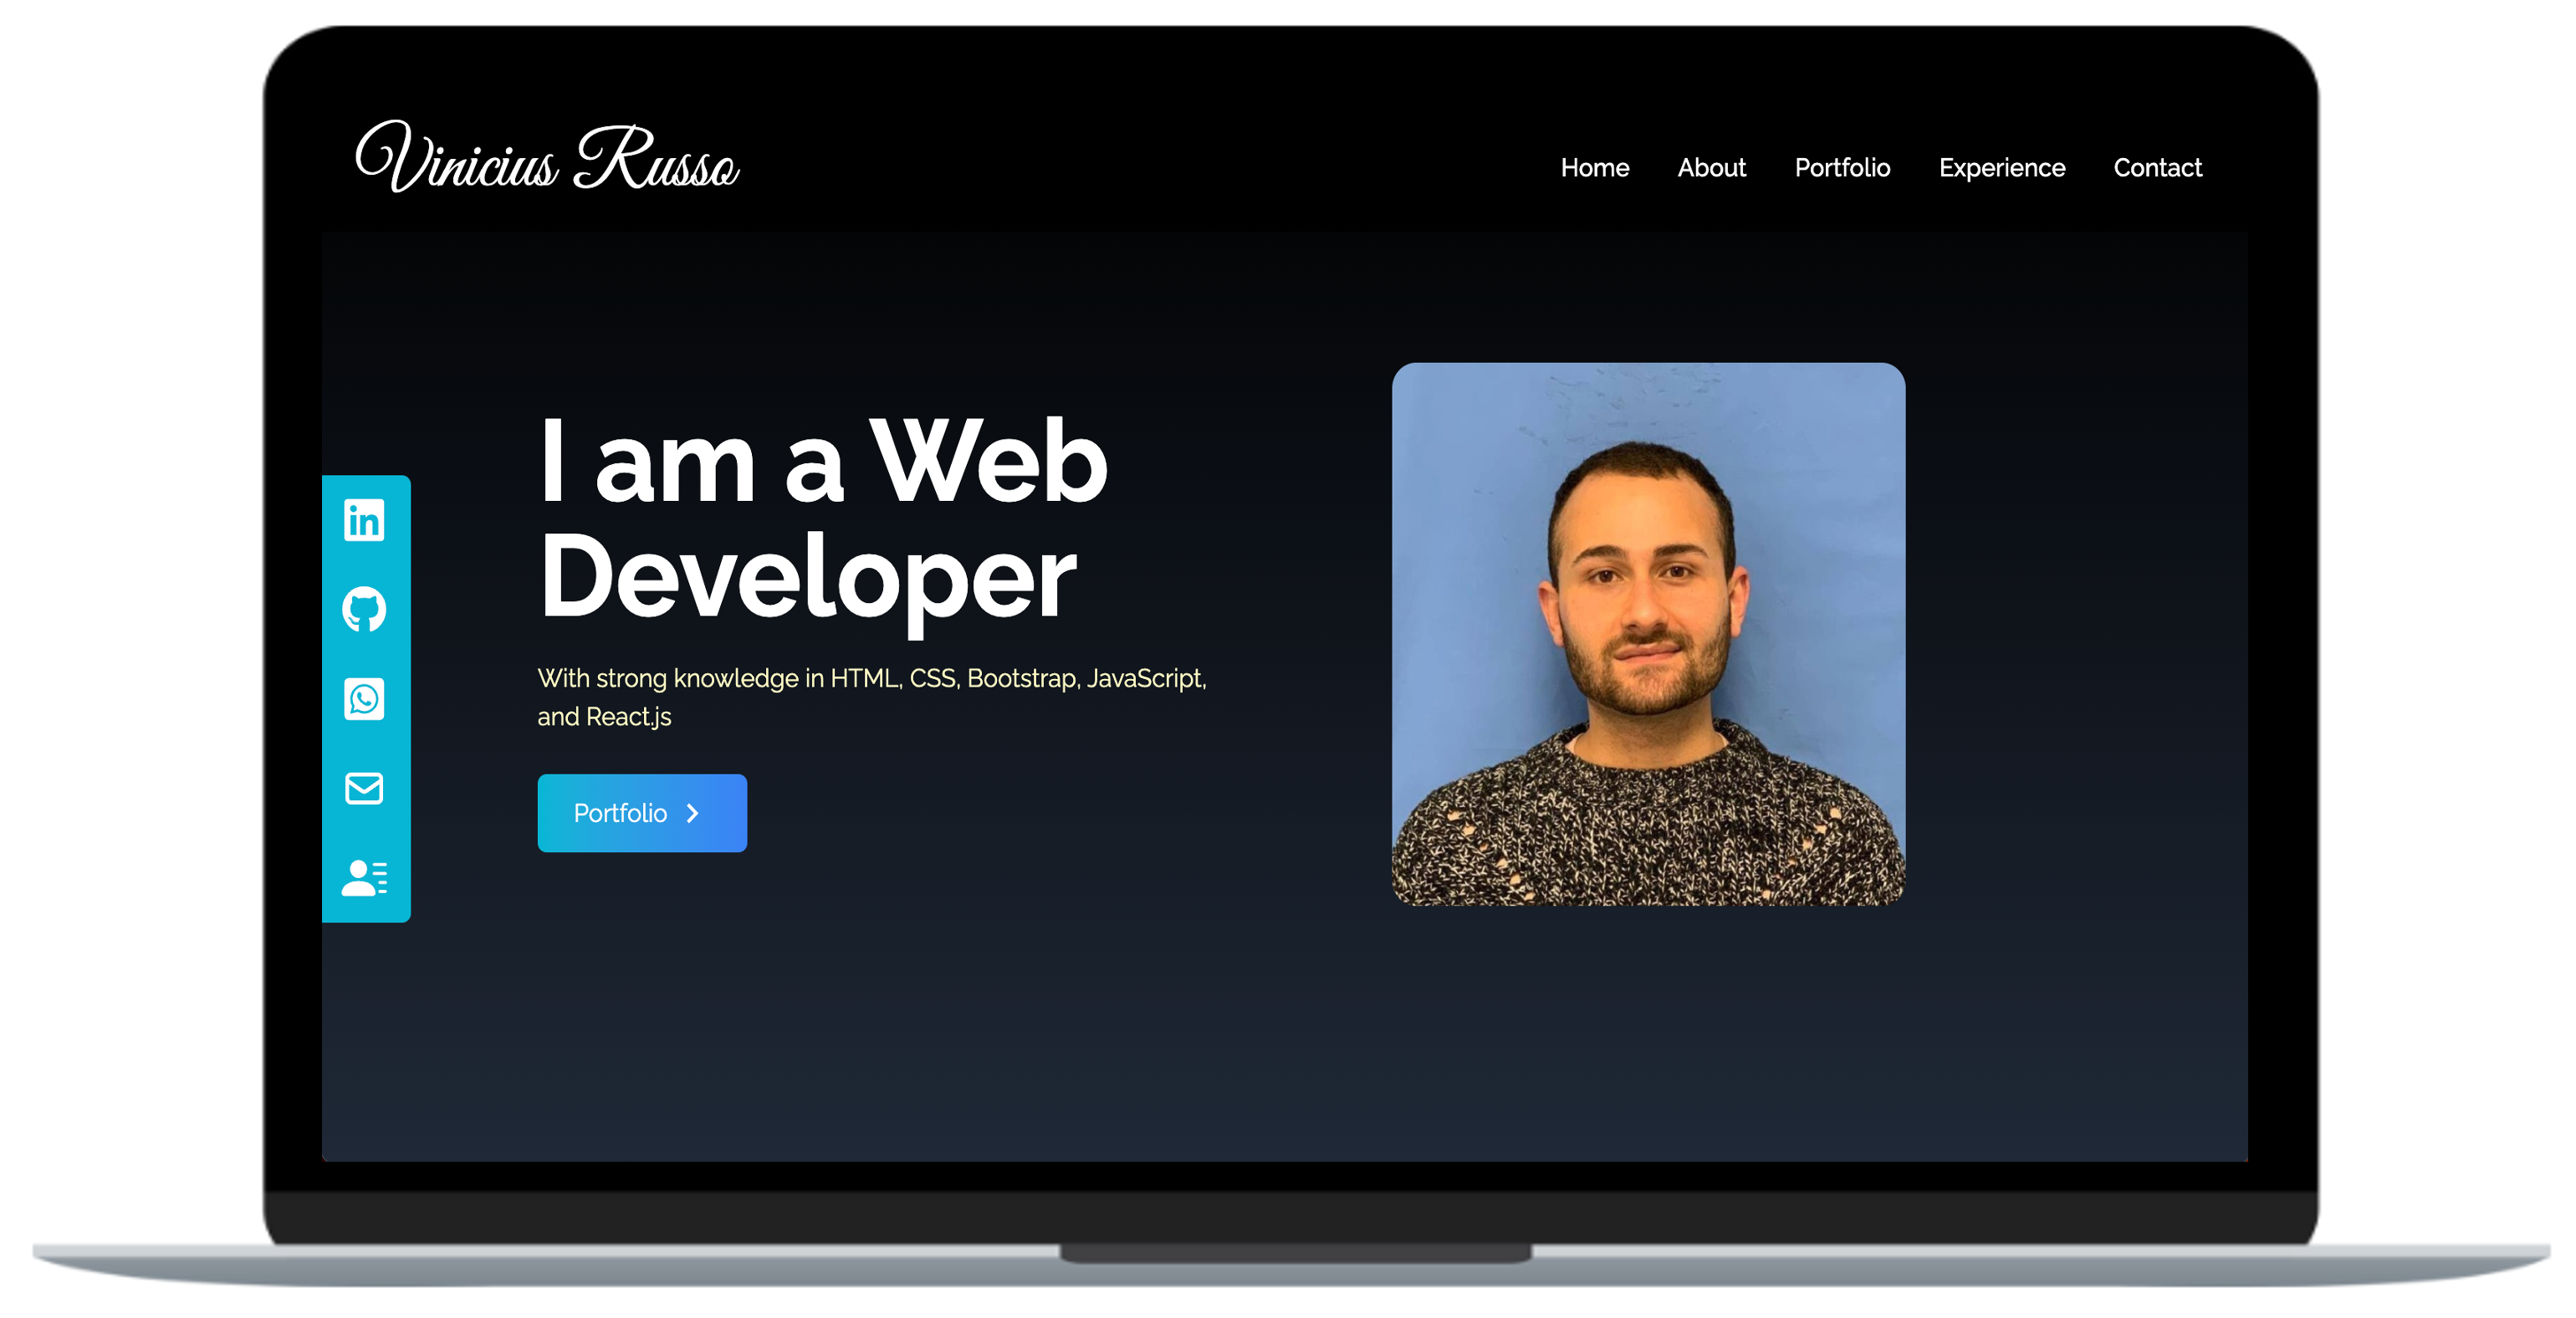 Vinicius Russo
Home About Portfolio Experience Contact
I am a Web
Developer
With strong knowledge in HTML, CSS, Bootstrap, JavaScript,
and React.js
Portfolio
in